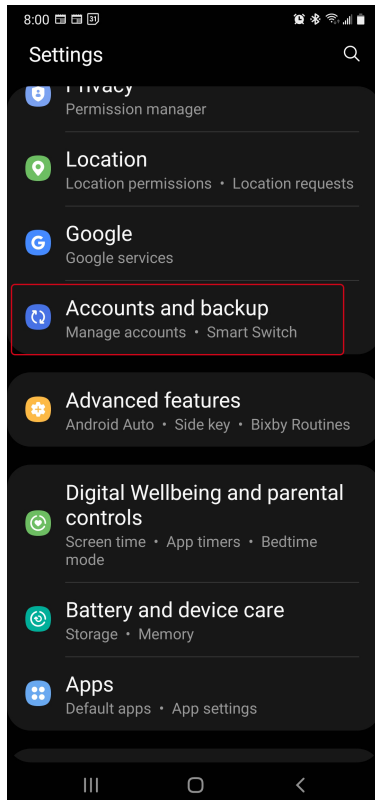 8:00 31
Settings
Privacy
Permission manager
Location
Location permissions • Location requests
G
Google
Google services
Accounts and backup
Manage accounts • Smart Switch
Advanced features
Android Auto • Side key • Bixby Routines
Digital Wellbeing and parental
controls
Screen time • App timers • Bedtime
mode
Battery and device care
Storage • Memory
Apps
Default apps • App settings